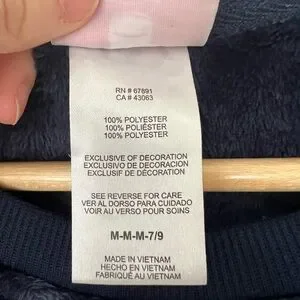 RN # 67891
CA # 43063
100% POLYESTER
100% POLIÉSTER
100% POLYESTER
EXCLUSIVE OF DECORATION
EXCLUSIVO DE DECORACIÓN
EXCLUSIF DE DÉCORATION
SEE REVERSE FOR CARE
VER AL DORSO PARA CUIDADO
VOIR AU VERSO POUR SOINS
M-M-M-7/9
MADE IN VIETNAM
HECHO EN VIETNAM
FABRIQUÉ AU VIETNAM